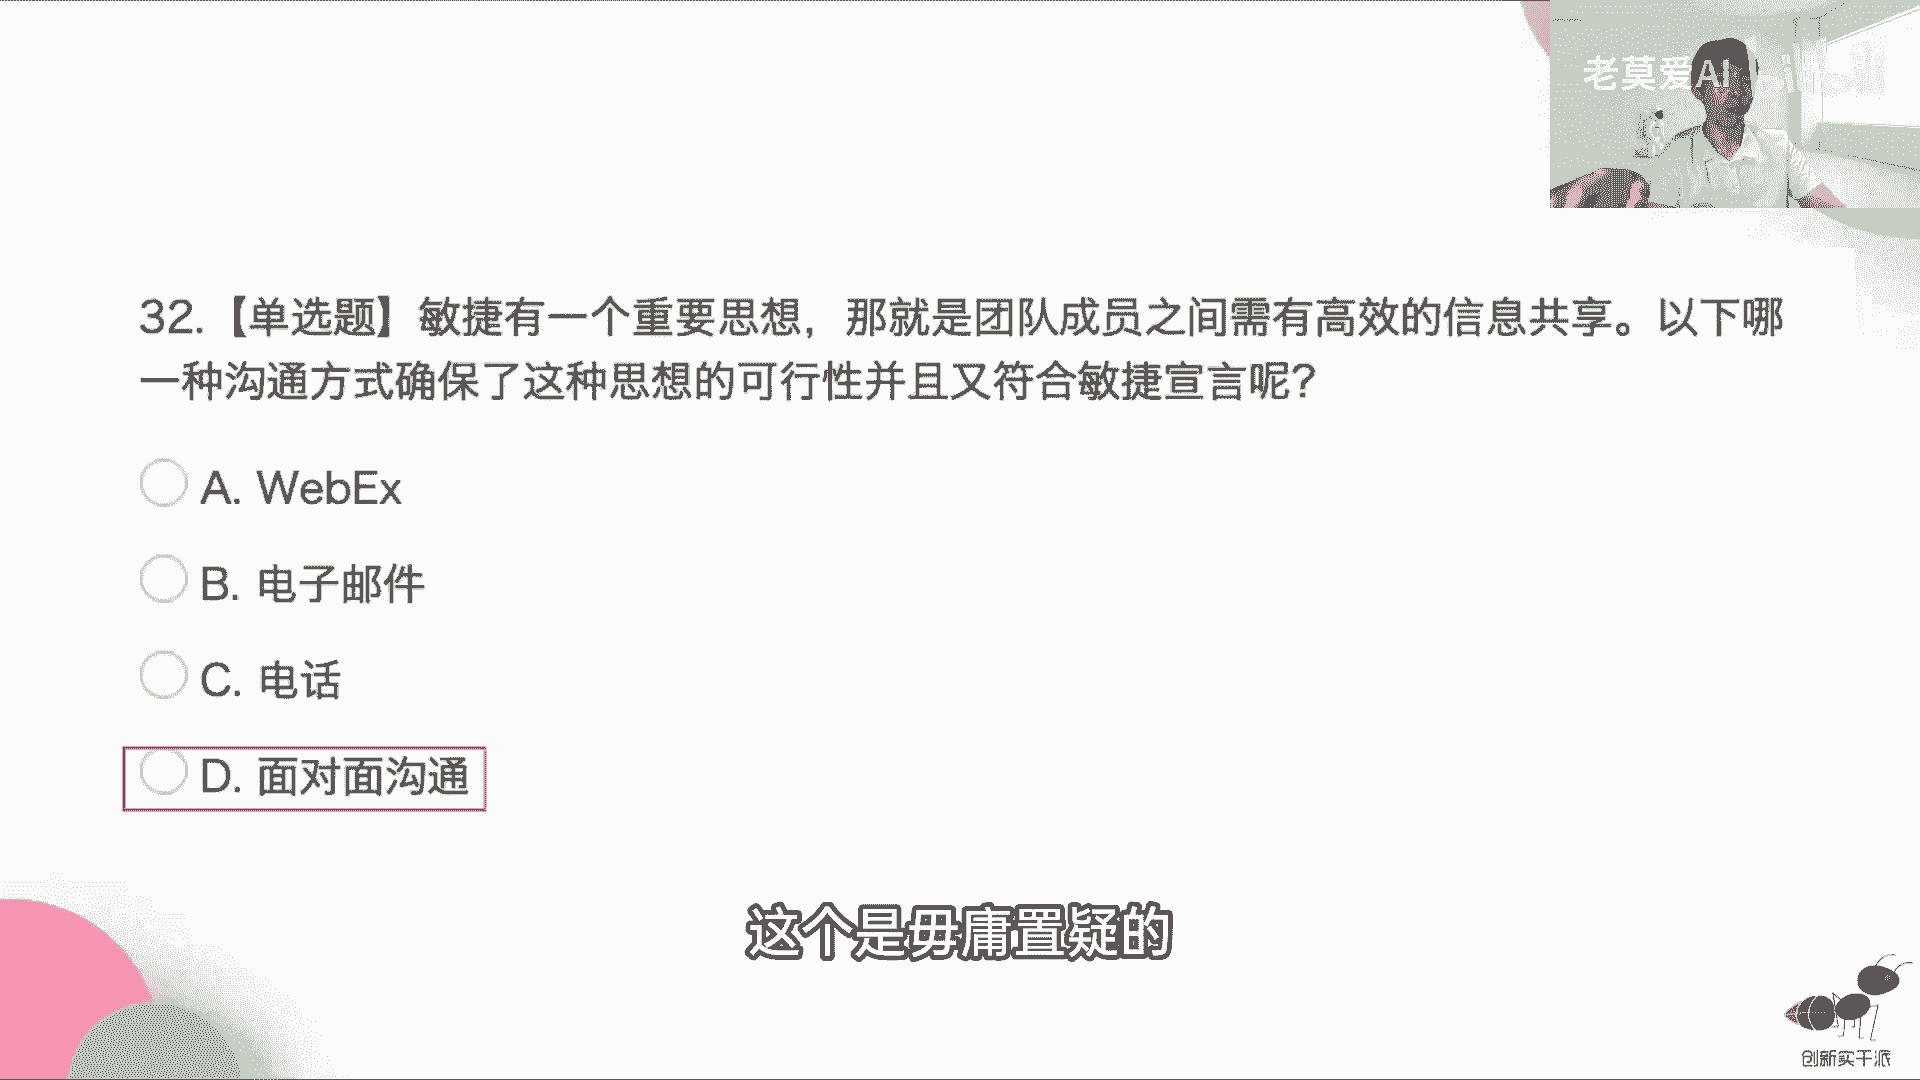 老莫爱AI
32.【单选题】敏捷有一个重要思想，那就是团队成员之间需有高效的信息共享。以下哪
一种沟通方式确保了这种思想的可行性并且又符合敏捷宣言呢？
A. WebEx
B. 电子邮件
C. 电话
D. 面对面沟通
这个是毋庸置疑的
创新实干派